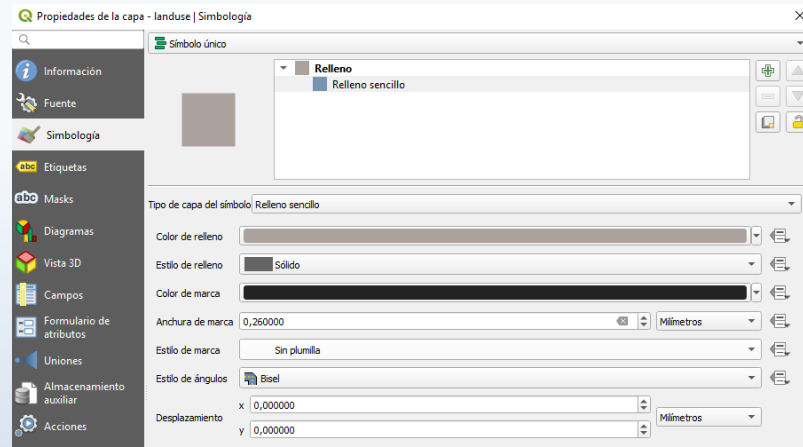 Propiedades de la capa - landuse | Simbología
Símbolo único
Información
Fuente
Simbología
abc Etiquetas
abc Masks
Diagramas
Vista 3D
Campos
Formulario de
atributos
Uniones
Almacenamiento
auxiliar
Acciones
Relleno
Relleno sencillo
Tipo de capa del símbolo Relleno sencillo
Color de relleno
Estilo de relleno Sólido
Color de marca
Anchura de marca 0,260000 Milímetros
Estilo de marca Sin plumilla
Estilo de ángulos Bisel
Desplazamiento
x 0,000000
y 0,000000
Milímetros